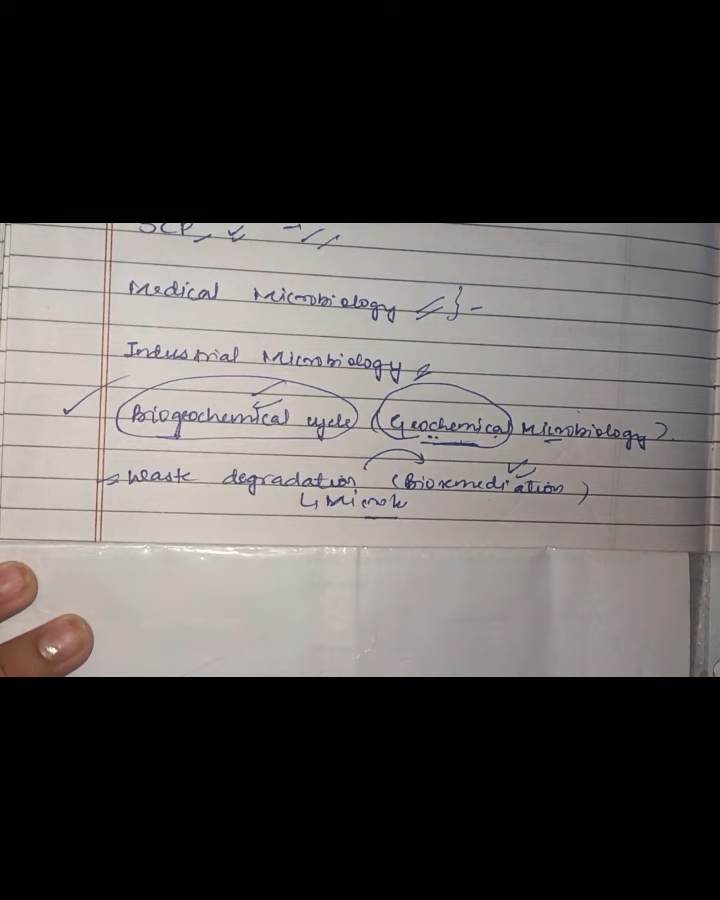 SCP
Medical Microbiology
Industrial Microbiology
Biogeochemical cycle (Geochemical Microbiology).
waste degradation (Bioremediation)
↳ Microbe